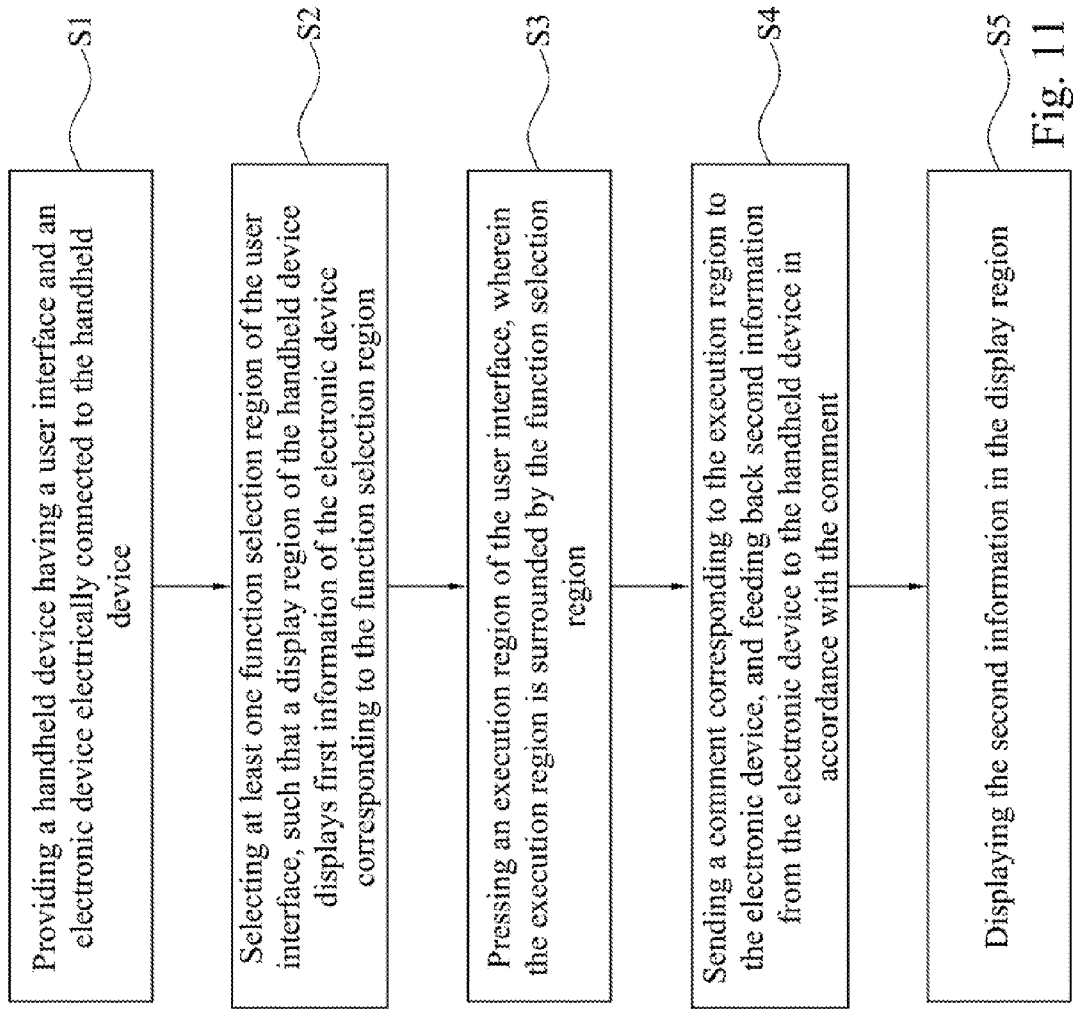 Providing a handheld device having a user interface and an
electronic device electrically connected to the handheld
device
S1
Selecting at least one function selection region of the user
interface, such that a display region of the handheld device
displays first information of the electronic device
corresponding to the function selection region
S2
Pressing an execution region of the user interface, wherein
the execution region is surrounded by the function selection
region
S3
Sending a comment corresponding to the execution region to
the electronic device, and feeding back second information
from the electronic device to the handheld device in
accordance with the comment
S4
Displaying the second information in the display region
S5
Fig. 11